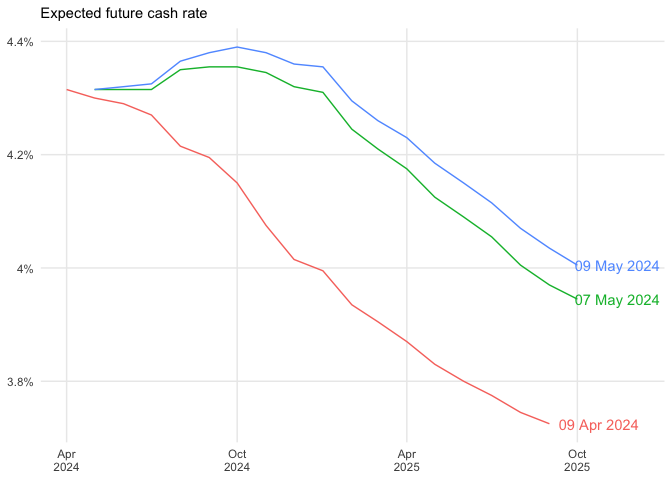 Expected future cash rate
4.4%
4.2%
4%
3.8%
09 May 2024
07 May 2024
09 Apr 2024
Apr
2024
Oct
2024
Apr
2025
Oct
2025